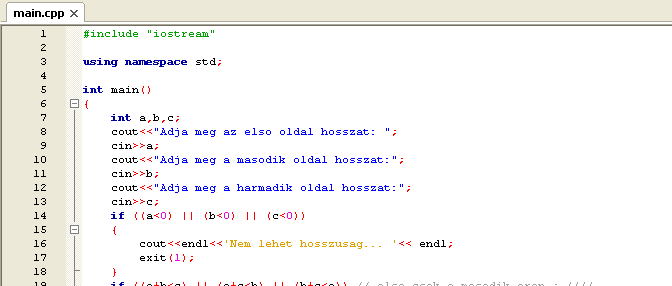 main.cpp
1 #include "iostream"
2
3 using namespace std;
4
5 int main()
6 {
7 int a,b,c;
8 cout<<"Adja meg az elso oldal hosszat: ";
9 cin>>a;
10 cout<<"Adja meg a masodik oldal hosszat:";
11 cin>>b;
12 cout<<"Adja meg a harmadik oldal hosszat:";
13 cin>>c;
14 if ((a<0) || (b<0) || (c<0))
15 {
16 cout<<endl<<'Nem lehet hosszusag... '<< endl;
17 exit(1);
18 }
19 if ((a+b<c) || (a+c<b) || (b+c<a)) //